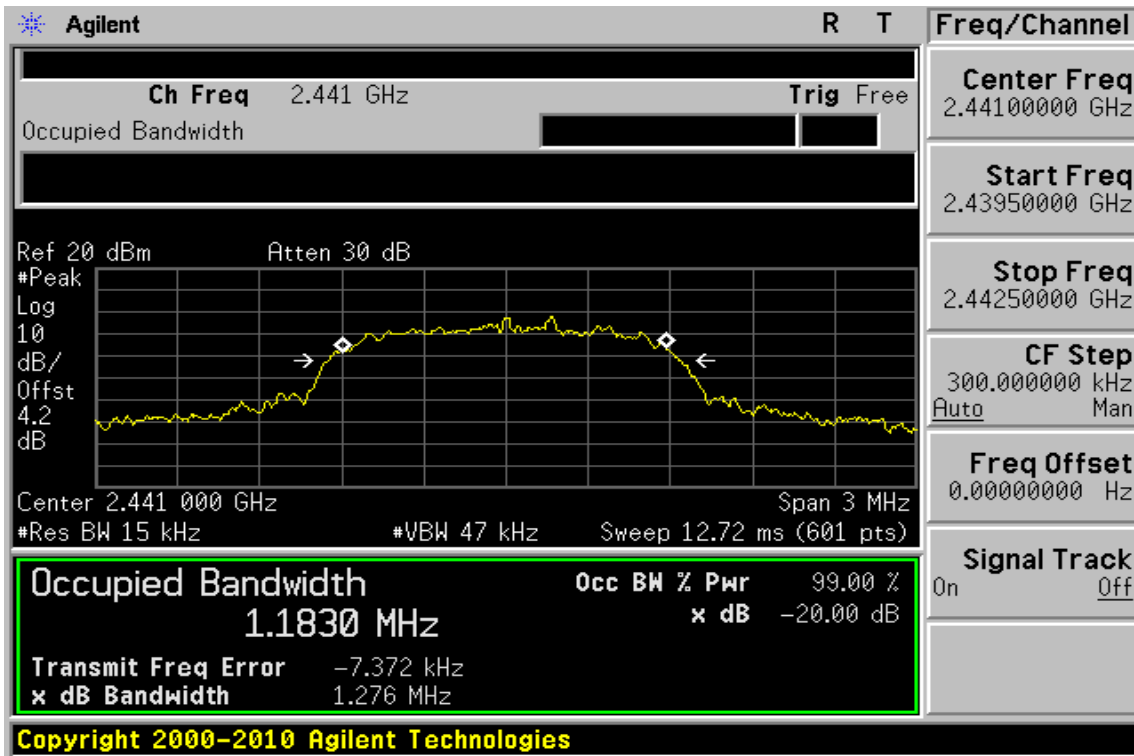 Agilent R T
Ch Freq 2.441 GHz Trig Free
Occupied Bandwidth
Ref 20 dBm Atten 30 dB
#Peak
Log
10
dB/
Offst
4.2
dB
Center 2.441 000 GHz Span 3 MHz
#Res BW 15 kHz #VBW 47 kHz Sweep 12.72 ms (601 pts)
Occupied Bandwidth Occ BW % Pwr 99.00 %
1.1830 MHz x dB -20.00 dB
Transmit Freq Error -7.372 kHz
x dB Bandwidth 1.276 MHz
Copyright 2000-2010 Agilent Technologies
Freq/Channel
Center Freq
2.44100000 GHz
Start Freq
2.43950000 GHz
Stop Freq
2.44250000 GHz
CF Step
300.000000 kHz
Auto Man
Freq Offset
0.00000000 Hz
Signal Track
On Off